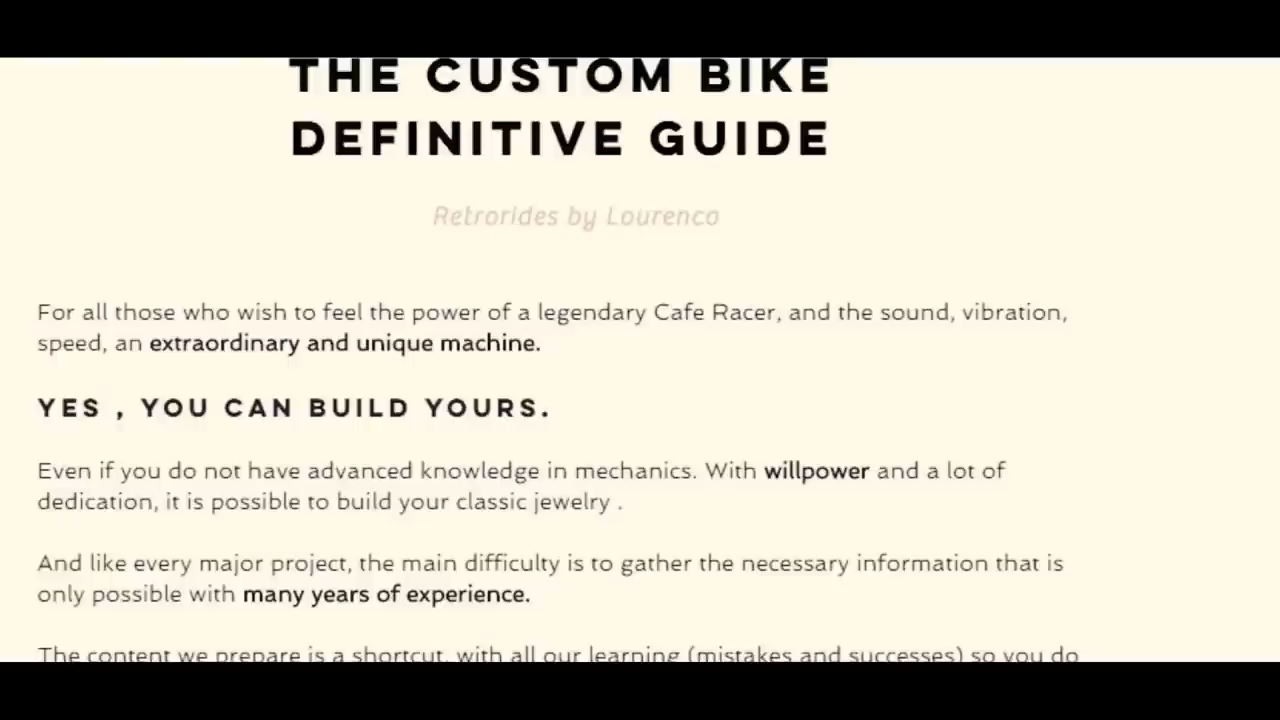 THE CUSTOM BIKE
DEFINITIVE GUIDE
Retrorides by Lourenco
For all those who wish to feel the power of a legendary Cafe Racer, and the sound, vibration,
speed, an extraordinary and unique machine.
YES , YOU CAN BUILD YOURS.
Even if you do not have advanced knowledge in mechanics. With willpower and a lot of
dedication, it is possible to build your classic jewelry .
And like every major project, the main difficulty is to gather the necessary information that is
only possible with many years of experience.
The content we prepare is a shortcut, with all our learning (mistakes and successes) so you do